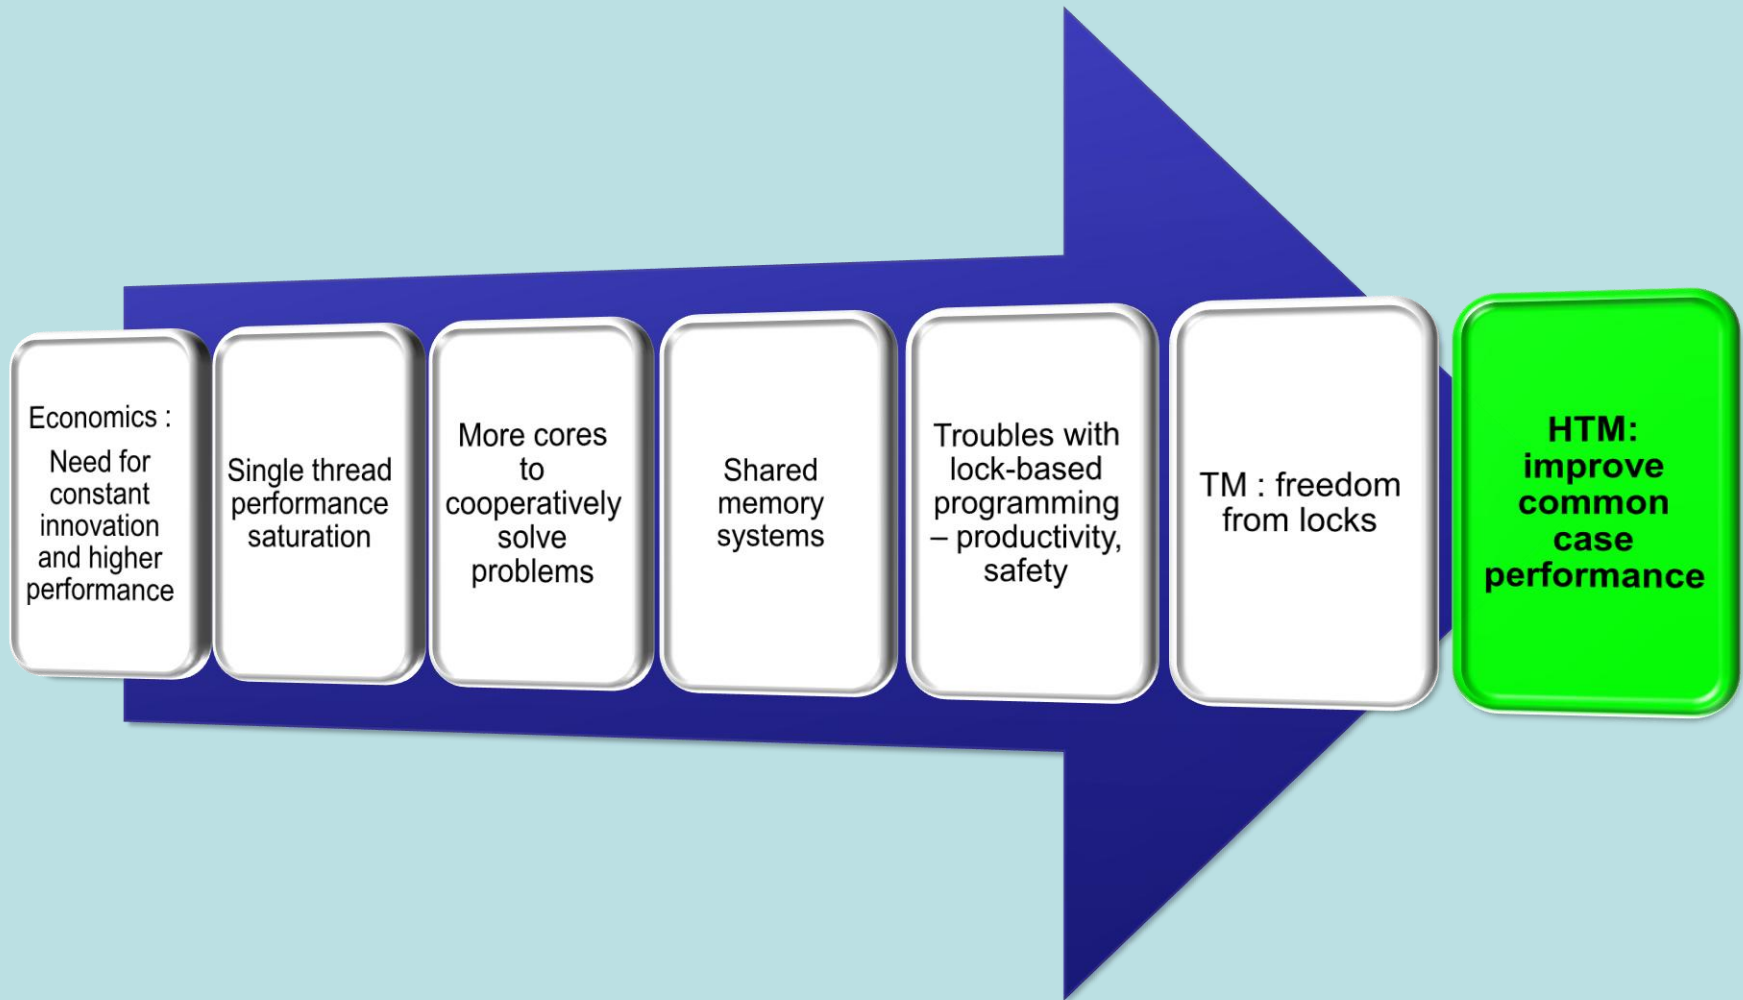 Economics :
Need for
constant
innovation
and higher
performance
Single thread
performance
saturation
More cores
to
cooperatively
solve
problems
Shared
memory
systems
Troubles with
lock-based
programming
– productivity,
safety
TM : freedom
from locks
HTM:
improve
common
case
performance